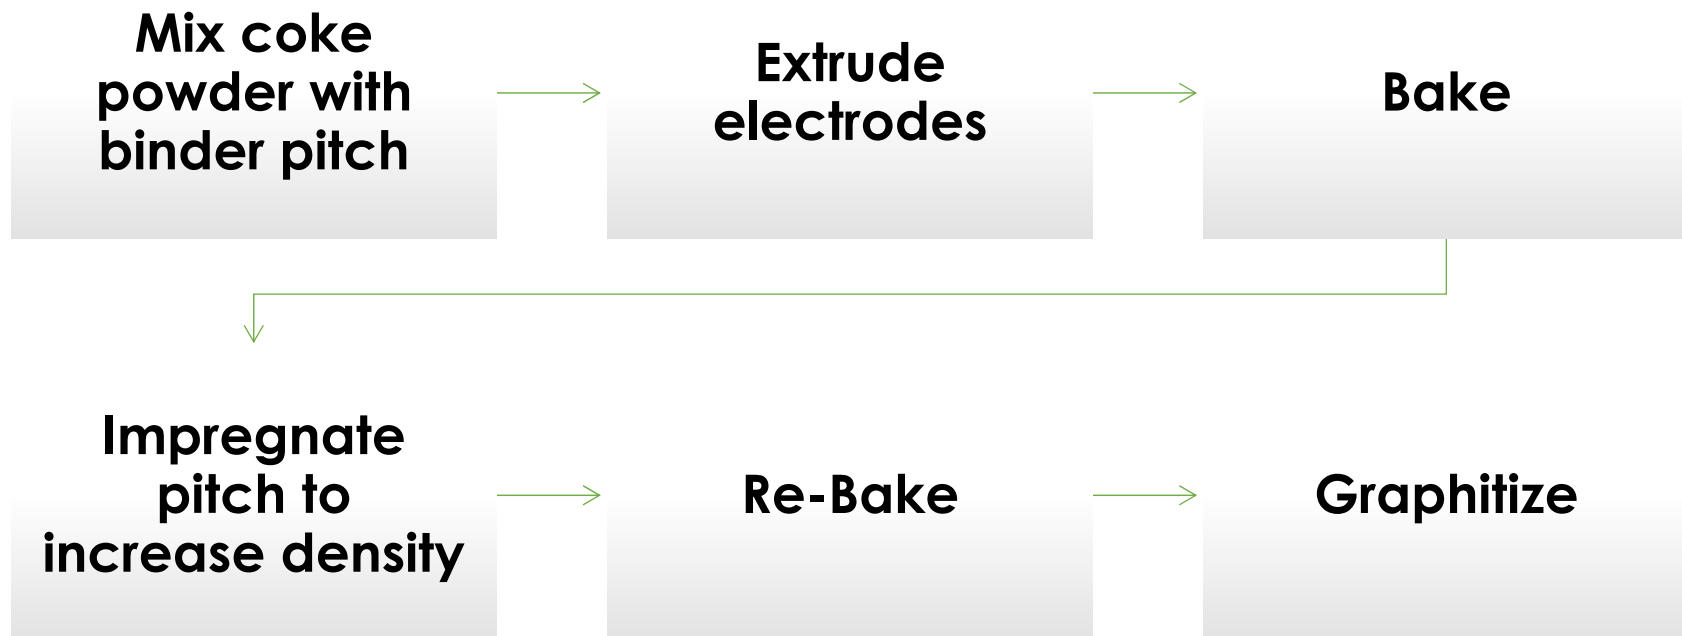 Mix coke
powder with
binder pitch
Extrude
electrodes
Bake
Impregnate
pitch to
increase density
Re-Bake
Graphitize